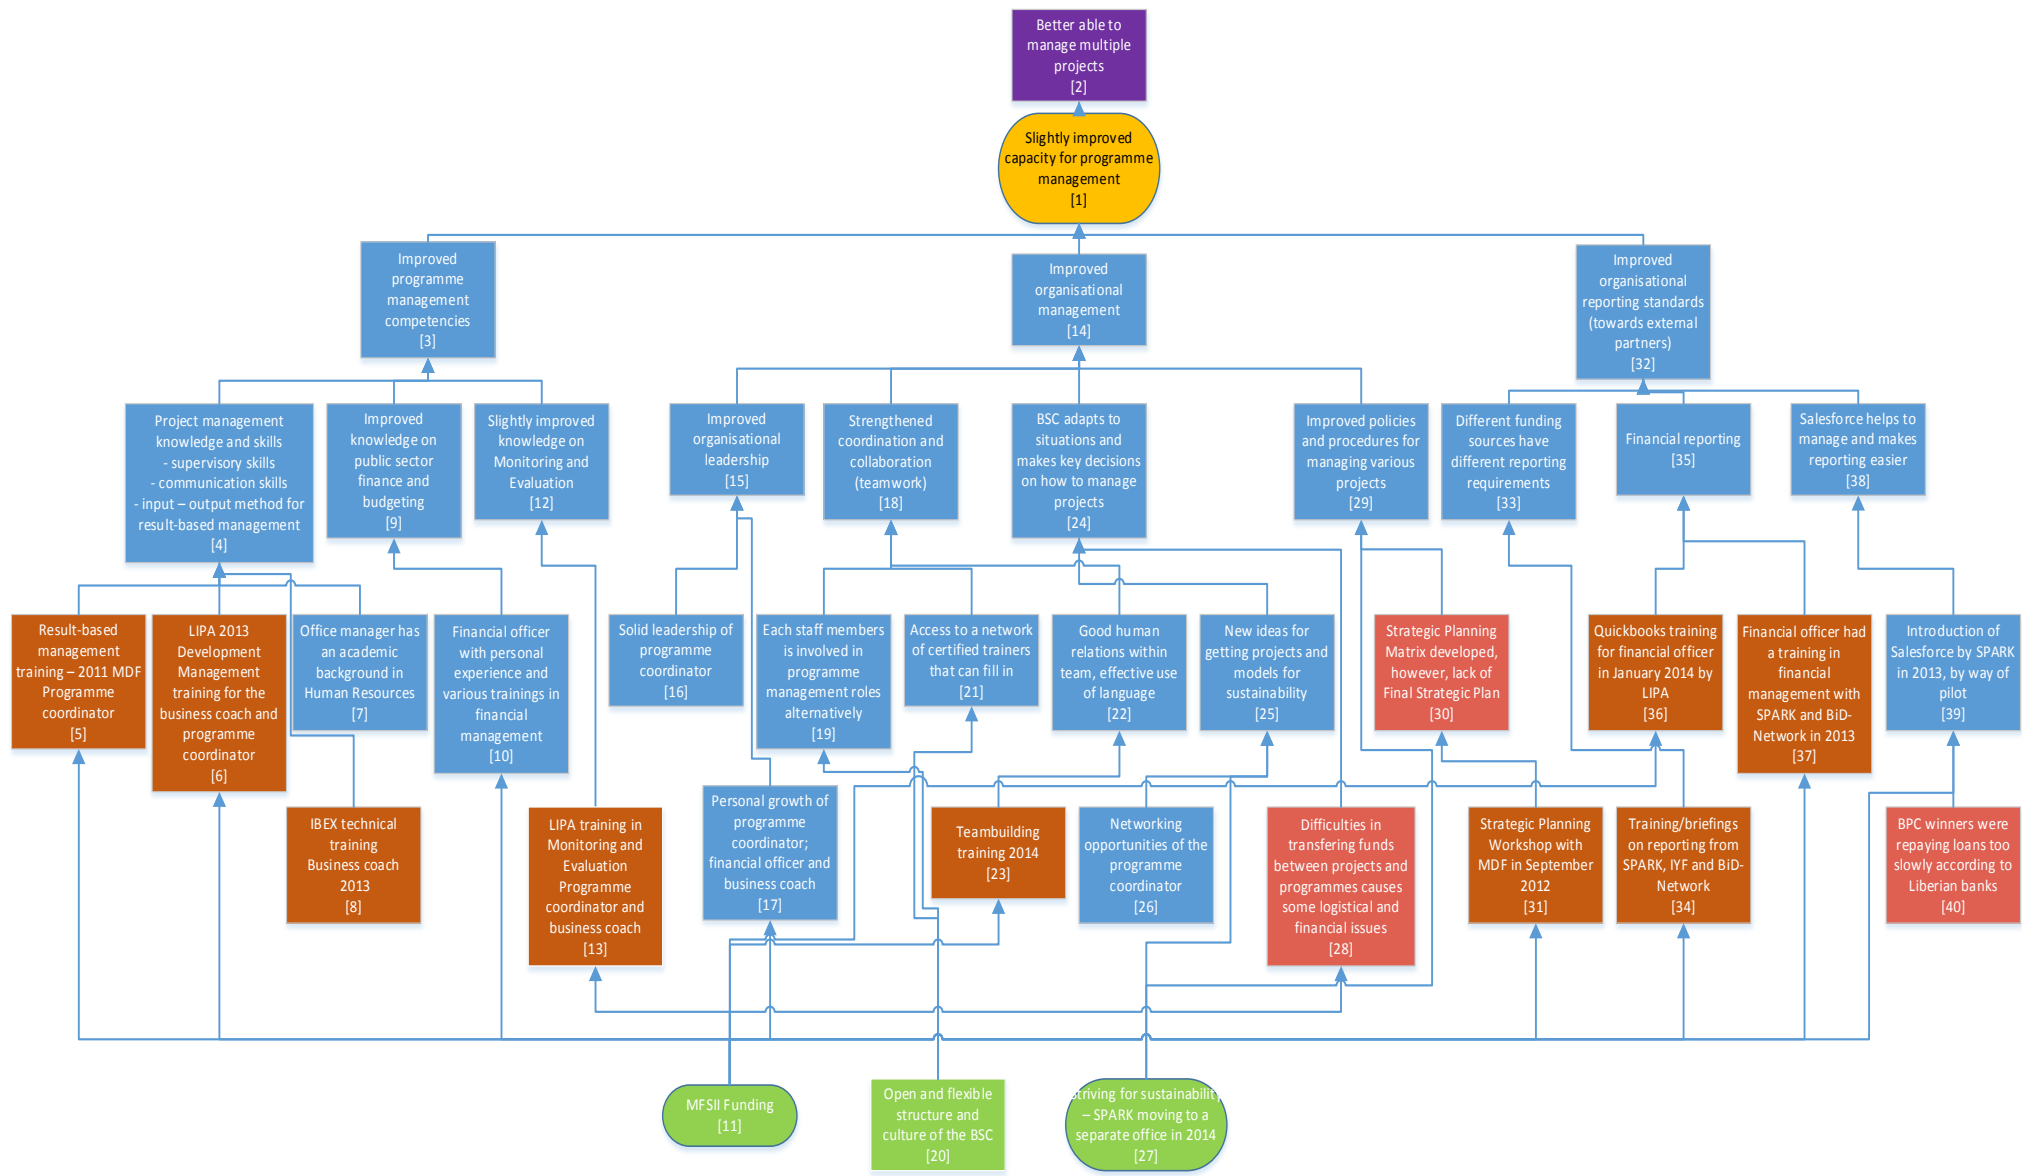 Better able to
manage multiple
projects
[2]
Slightly improved
capacity for programme
management
[1]
Improved
programme
management
competencies
[3]
Improved
organisational
management
[14]
Improved
organisational
reporting standards
(towards external
partners)
[32]
Project management
knowledge and skills
- supervisory skills
- communication skills
- input – output method for
result-based management
[4]
Improved
knowledge on
public sector
finance and
budgeting
[9]
Slightly improved
knowledge on
Monitoring and
Evaluation
[12]
Improved
organisational
leadership
[15]
Strengthened
coordination and
collaboration
(teamwork)
[18]
BSC adapts to
situations and
makes key decisions
on how to manage
projects
[24]
Improved policies
and procedures for
managing various
projects
[29]
Different funding
sources have
different reporting
requirements
[33]
Financial reporting
[35]
Salesforce helps to
manage and makes
reporting easier
[38]
Result-based
management
training – 2011 MDF
Programme
coordinator
[5]
LIPA 2013
Development
Management
training for the
business coach and
programme
coordinator
[6]
Office manager has
an academic
background in
Human Resources
[7]
Financial officer
with personal
experience and
various trainings in
financial
management
[10]
Solid leadership of
programme
coordinator
[16]
Each staff members
is involved in
programme
management roles
alternatively
[19]
Access to a network
of certified trainers
that can fill in
[21]
Good human
relations within
team, effective use
of language
[22]
New ideas for
getting projects and
models for
sustainability
[25]
Strategic Planning
Matrix developed,
however, lack of
Final Strategic Plan
[30]
Quickbooks training
for financial officer
in January 2014 by
LIPA
[36]
Financial officer had
a training in
financial
management with
SPARK and BiD-
Network in 2013
[37]
Introduction of
Salesforce by SPARK
in 2013, by way of
pilot
[39]
IBEX technical
training
Business coach
2013
[8]
LIPA training in
Monitoring and
Evaluation
Programme
coordinator and
business coach
[13]
Personal growth of
programme
coordinator;
financial officer and
business coach
[17]
Teambuilding
training 2014
[23]
Networking
opportunities of the
programme
coordinator
[26]
Difficulties in
transfering funds
between projects and
programmes causes
some logistical and
financial issues
[28]
Strategic Planning
Workshop with
MDF in September
2012
[31]
Training/briefings
on reporting from
SPARK, IYF and BiD-
Network
[34]
BPC winners were
repaying loans too
slowly according to
Liberian banks
[40]
MFSII Funding
[11]
Open and flexible
structure and
culture of the BSC
[20]
Striving for sustainability
– SPARK moving to a
separate office in 2014
[27]